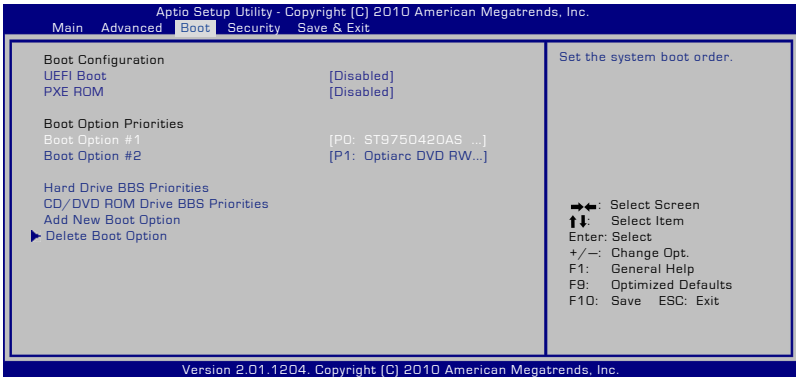 Aptio Setup Utility - Copyright (C) 2010 American Megatrends, Inc.
Main Advanced Boot Security Save & Exit
Boot Configuration
UEFI Boot [Disabled]
PXE ROM [Disabled]
Boot Option Priorities
Boot Option #1 [P0: ST9750420AS ...]
Boot Option #2 [P1: Optiarc DVD RW...]
Hard Drive BBS Priorities
CD/DVD ROM Drive BBS Priorities
Add New Boot Option
Delete Boot Option
Set the system boot order.
→←: Select Screen
↑↓: Select Item
Enter: Select
+/—: Change Opt.
F1: General Help
F9: Optimized Defaults
F10: Save ESC: Exit
Version 2.01.1204. Copyright (C) 2010 American Megatrends, Inc.